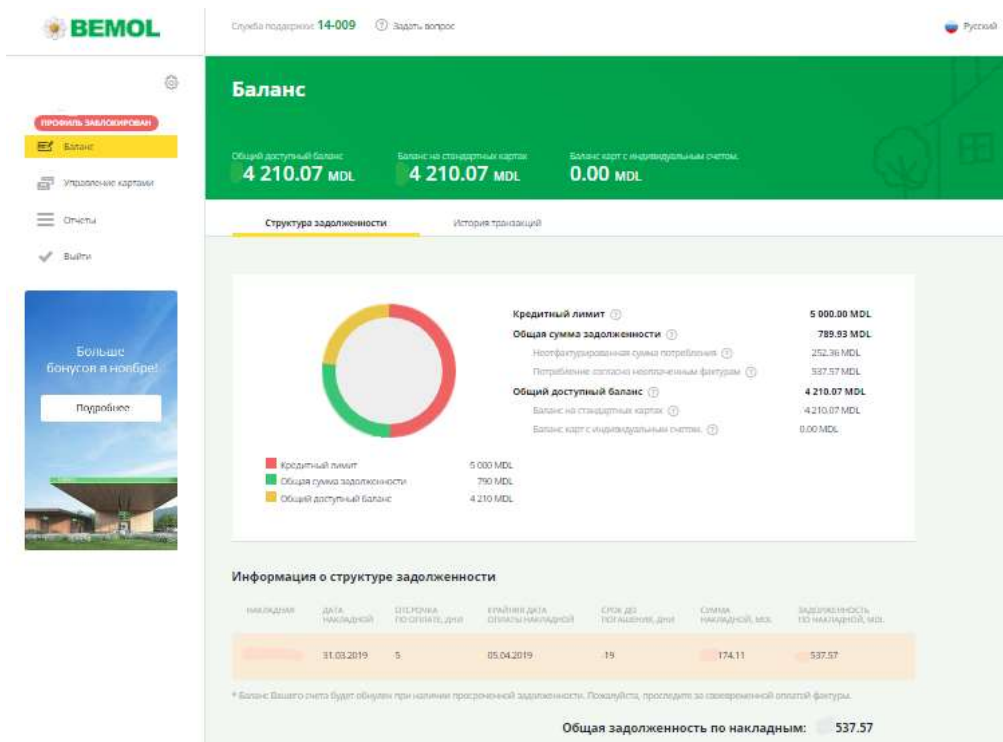 BEMOL
Служба поддержки: 14-009 Задать вопрос
Русский
ПРОФИЛЬ ЗАБЛОКИРОВАН
Баланс
Управление картами
Отчеты
Выйти
Больше
бонусов в ноябре!
Подробнее
Баланс
Общий доступный баланс
4 210.07 MDL
Баланс на стандартных картах
4 210.07 MDL
Баланс карт с индивидуальным счетом.
0.00 MDL
Структура задолженности
История транзакций
Кредитный лимит 5 000.00 MDL
Общая сумма задолженности 789.93 MDL
Неотфактурированная сумма потребления 252.36 MDL
Потребление согласно неоплаченным фактурам 537.57 MDL
Общий доступный баланс 4 210.07 MDL
Баланс на стандартных картах 4 210.07 MDL
Баланс карт с индивидуальным счетом. 0.00 MDL
Кредитный лимит 5 000 MDL
Общая сумма задолженности 790 MDL
Общий доступный баланс 4 210 MDL
Информация о структуре задолженности
НАКЛАДНАЯ
ДАТА
НАКЛАДНОЙ
ОТСРОЧКА
ПО ОПЛАТЕ, ДНИ
КРАЙНЯЯ ДАТА
ОПЛАТЫ НАКЛАДНОЙ
СРОК ДО
ПОГАШЕНИЯ, ДНИ
СУММА
НАКЛАДНОЙ, MDL
ЗАДОЛЖЕННОСТЬ
ПО НАКЛАДНОЙ, MDL
31.03.2019 5 05.04.2019 -19 174.11 537.57
* Баланс Вашего счета будет обнулен при наличии просроченной задолженности. Пожалуйста, проследите за своевременной оплатой фактуры.
Общая задолженность по накладным: 537.57